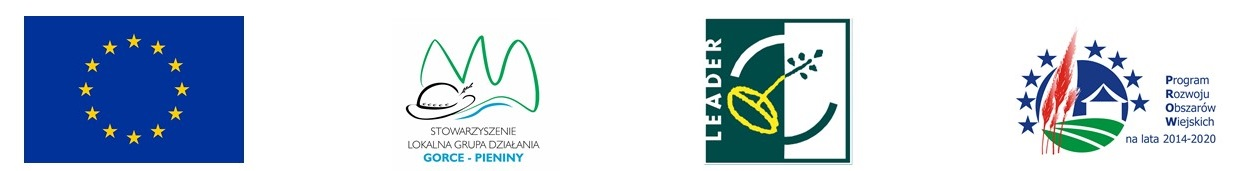 STOWARZYSZENIE
LOKALNA GRUPA DZIAŁANIA
GORCE - PIENINY
LEADER
Program
Rozwoju
Obszarów
Wiejskich
na lata 2014-2020